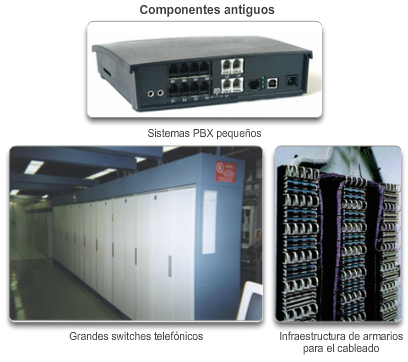 Componentes antiguos
Sistemas PBX pequeños
Grandes switches telefónicos
Infraestructura de armarios
para el cableado